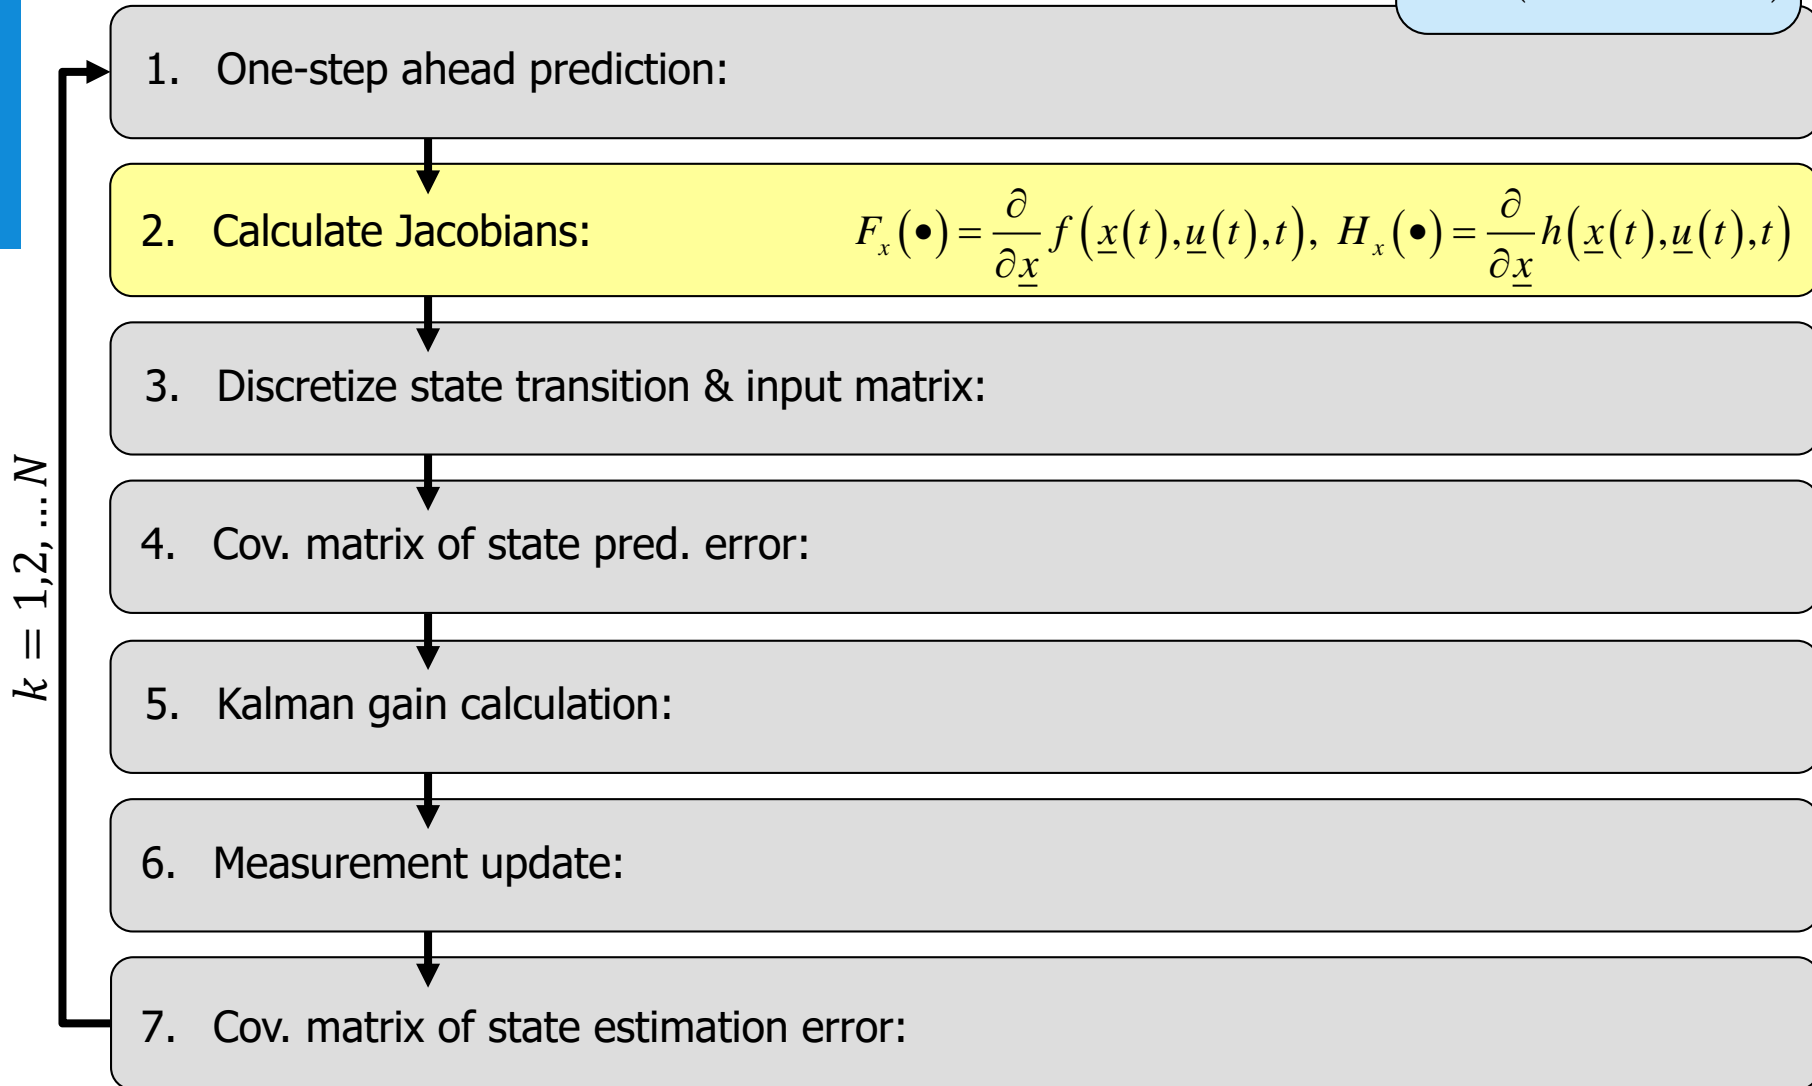 1. One-step ahead prediction:
2. Calculate Jacobians: F_x(●) = ∂/∂x̲ f(x̲(t),u̲(t),t), H_x(●) = ∂/∂x̲ h(x̲(t),u̲(t),t)
3. Discretize state transition & input matrix:
4. Cov. matrix of state pred. error:
5. Kalman gain calculation:
6. Measurement update:
7. Cov. matrix of state estimation error:
k = 1,2, … N